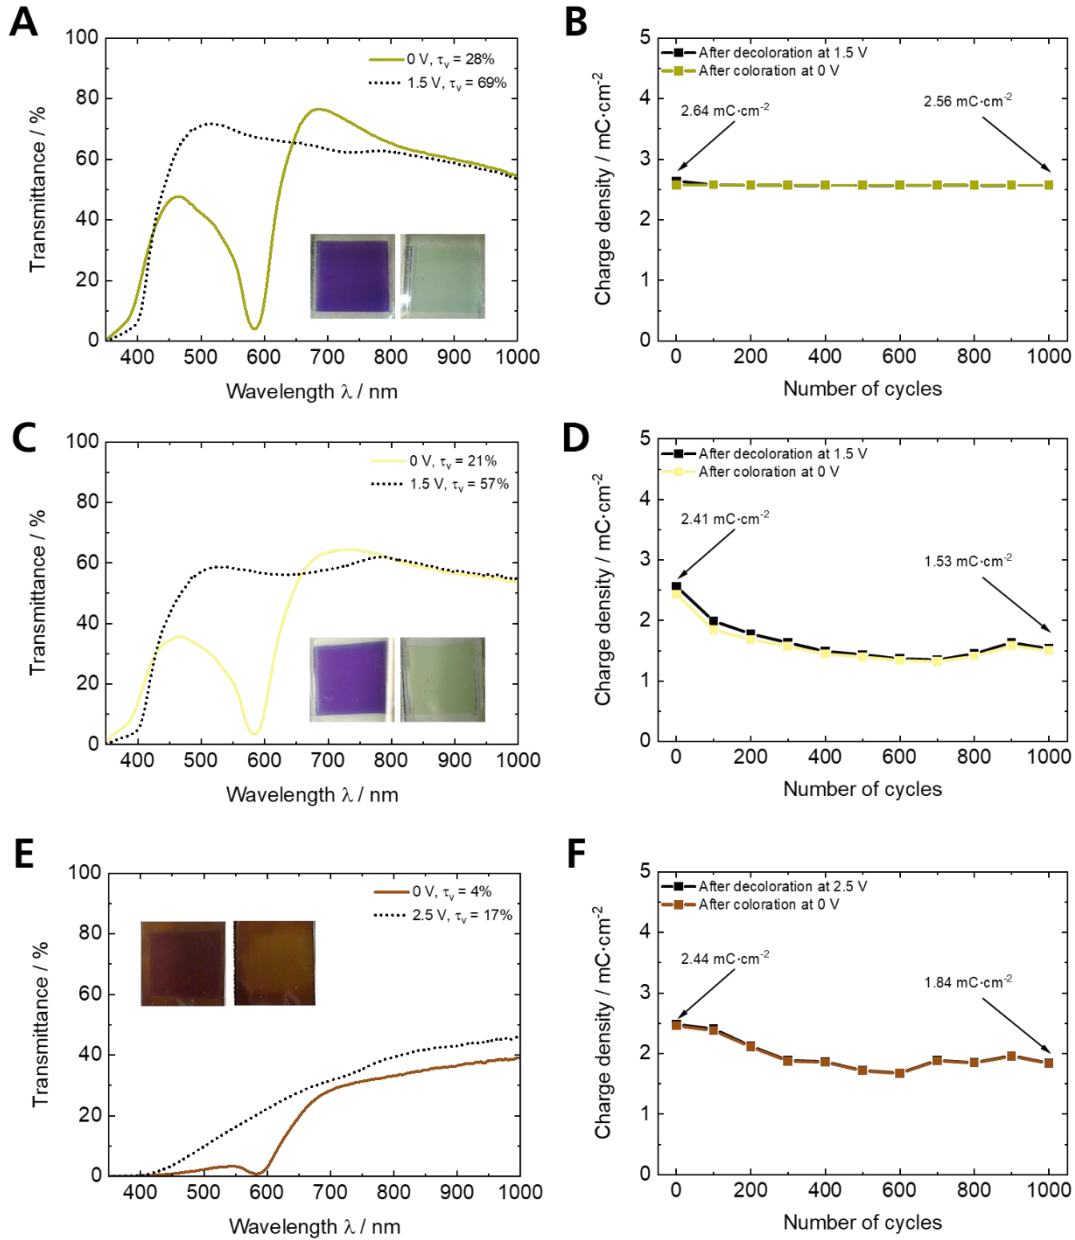 A
100
80
60
40
20
0
Transmittance / %
0 V, τv = 28%
1.5 V, τv = 69%
400 500 600 700 800 900 1000
Wavelength λ / nm
B
5
4
3
2
1
0
Charge density / mC·cm-2
After decoloration at 1.5 V
After coloration at 0 V
2.64 mC·cm-2
2.56 mC·cm-2
0 200 400 600 800 1000
Number of cycles
C
100
80
60
40
20
0
Transmittance / %
0 V, τv = 21%
1.5 V, τv = 57%
400 500 600 700 800 900 1000
Wavelength λ / nm
D
5
4
3
2
1
0
Charge density / mC·cm-2
After decoloration at 1.5 V
After coloration at 0 V
2.41 mC·cm-2
1.53 mC·cm-2
0 200 400 600 800 1000
Number of cycles
E
100
80
60
40
20
0
Transmittance / %
0 V, τv = 4%
2.5 V, τv = 17%
400 500 600 700 800 900 1000
Wavelength λ / nm
F
5
4
3
2
1
0
Charge density / mC·cm-2
After decoloration at 2.5 V
After coloration at 0 V
2.44 mC·cm-2
1.84 mC·cm-2
0 200 400 600 800 1000
Number of cycles